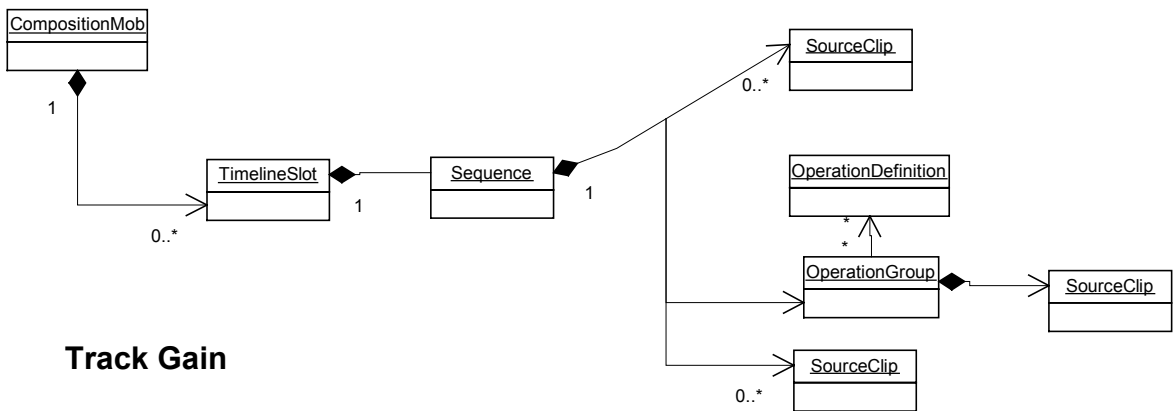 CompositionMob
SourceClip
0..*
1
TimelineSlot
Sequence
OperationDefinition
1
1
*
0..*
*
OperationGroup
SourceClip
Track Gain
SourceClip
0..*